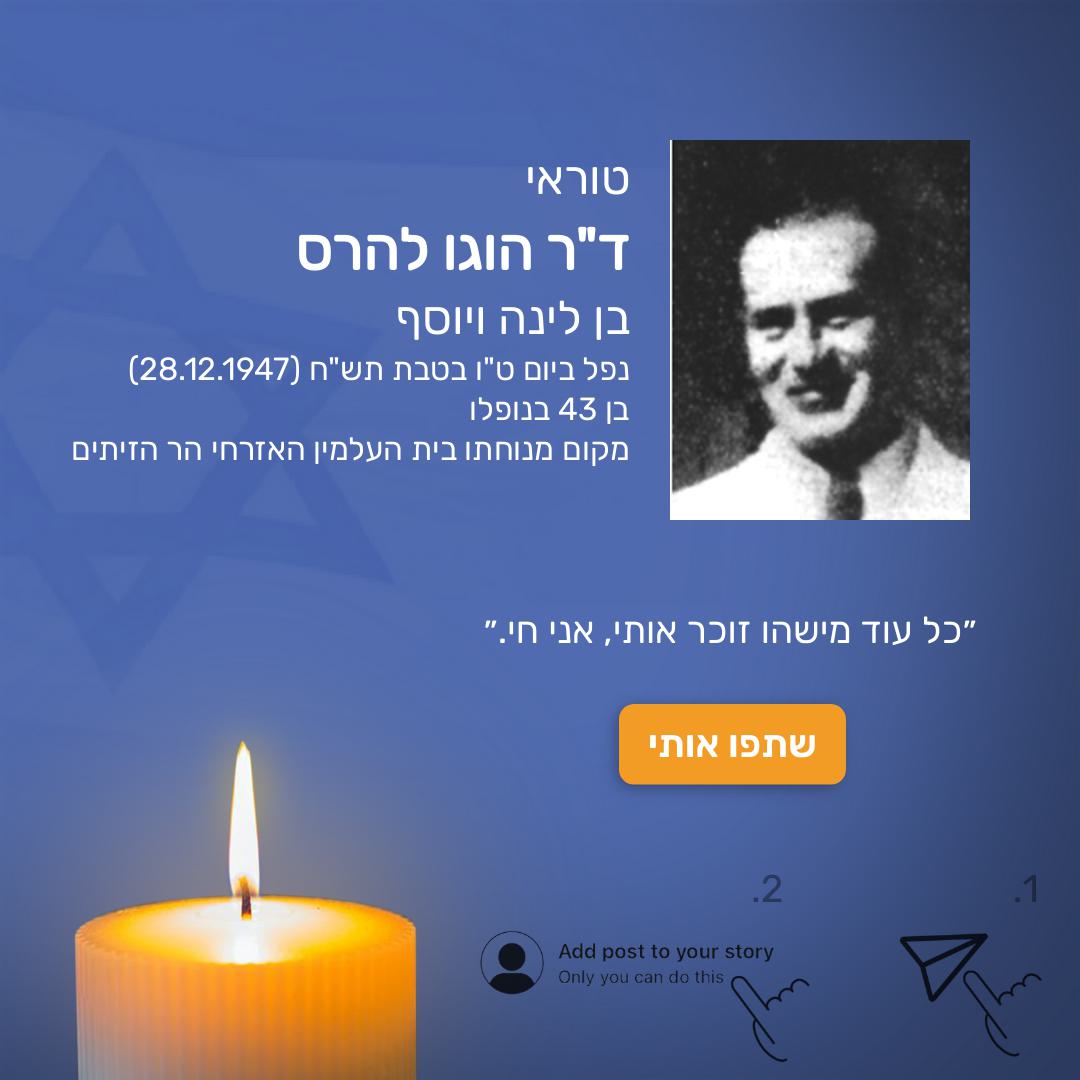 טוראי
ד"ר הוגו להרס
בן לינה ויוסף
נפל ביום ט"ו בטבת תש"ח (28.12.1947)
בן 43 בנופלו
מקום מנוחתו בית העלמין האזרחי הר הזיתים
״כל עוד מישהו זוכר אותי, אני חי.״
שתפו אותי
1.
2.
Add post to your story
Only you can do this